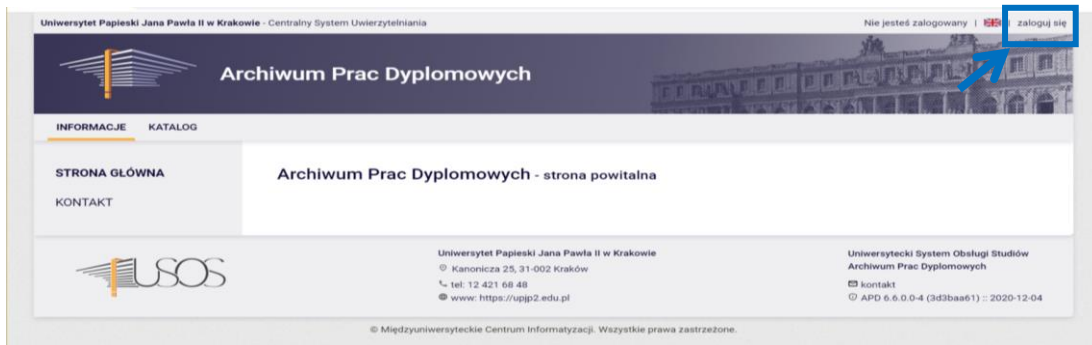 Uniwersytet Papieski Jana Pawła II w Krakowie - Centralny System Uwierzytelniania
Nie jesteś zalogowany | | zaloguj się
Archiwum Prac Dyplomowych
INFORMACJE KATALOG
STRONA GŁÓWNA
KONTAKT
Archiwum Prac Dyplomowych - strona powitalna
USOS
Uniwersytet Papieski Jana Pawła II w Krakowie
Kanonicza 25, 31-002 Kraków
tel: 12 421 68 48
www: https://upjp2.edu.pl
Uniwersytecki System Obsługi Studiów
Archiwum Prac Dyplomowych
kontakt
APD 6.6.0.0-4 (3d3baa61) :: 2020-12-04
© Międzyuniwersyteckie Centrum Informatyzacji. Wszystkie prawa zastrzeżone.